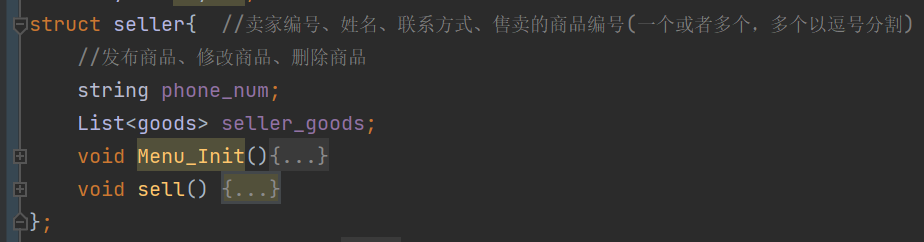 struct seller{  //卖家编号、姓名、联系方式、售卖的商品编号(一个或者多个，多个以逗号分割)
//发布商品、修改商品、删除商品
string phone_num;
List<goods> seller_goods;
void Menu_Init(){...}
void sell() {...}
};